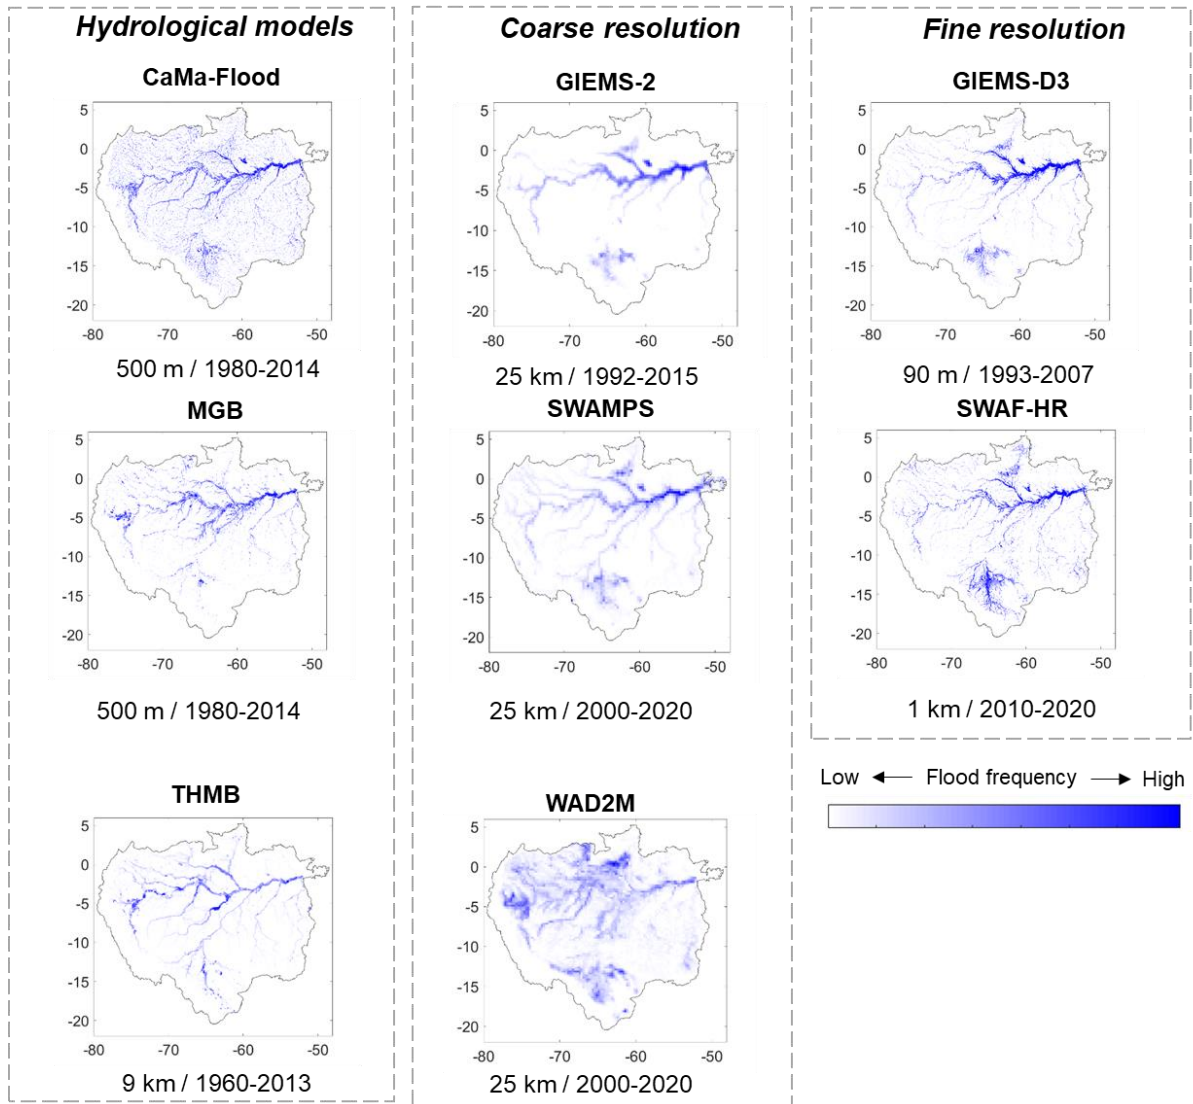 Hydrological models
CaMa-Flood
5
0
-5
-10
-15
-20
-80 -70 -60 -50
500 m / 1980-2014
MGB
5
0
-5
-10
-15
-20
-80 -70 -60 -50
500 m / 1980-2014
THMB
5
0
-5
-10
-15
-20
-80 -70 -60 -50
9 km / 1960-2013
Coarse resolution
GIEMS-2
5
0
-5
-10
-15
-20
-80 -70 -60 -50
25 km / 1992-2015
SWAMPS
5
0
-5
-10
-15
-20
-80 -70 -60 -50
25 km / 2000-2020
WAD2M
5
0
-5
-10
-15
-20
-80 -70 -60 -50
25 km / 2000-2020
Fine resolution
GIEMS-D3
5
0
-5
-10
-15
-20
-80 -70 -60 -50
90 m / 1993-2007
SWAF-HR
5
0
-5
-10
-15
-20
-80 -70 -60 -50
1 km / 2010-2020
Low ← Flood frequency → High